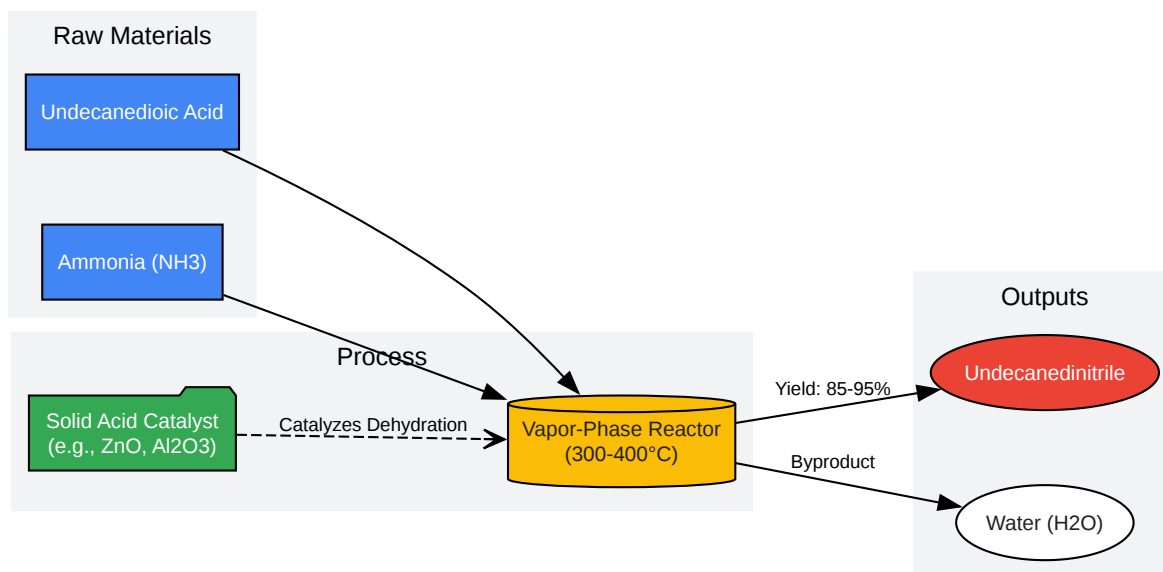 Raw Materials
Undecanedioic Acid
Ammonia (NH3)
Process
Solid Acid Catalyst
(e.g., ZnO, Al2O3)
Catalyzes Dehydration
Vapor-Phase Reactor
(300-400°C)
Yield: 85-95%
Byproduct
Outputs
Undecanedinitrile
Water (H2O)